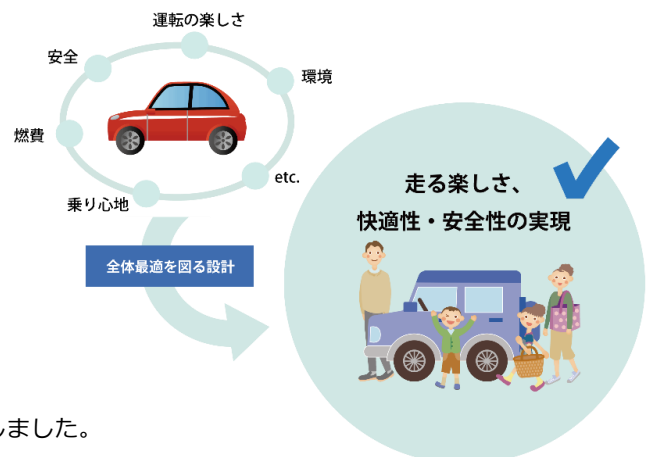 運転の楽しさ
安全
環境
燃費
etc.
乗り心地
全体最適を図る設計
走る楽しさ、
快適性・安全性の実現
しました。